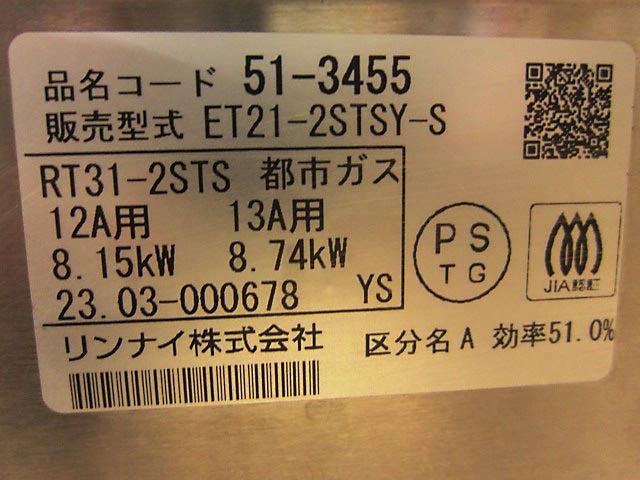 品名コード 51-3455
販売型式 ET21-2STSY-S
RT31-2STS 都市ガス
12A用 13A用
8.15kW 8.74kW
23.03-000678 YS
PS
TG
JIA認証
リンナイ株式会社
区分名A 効率51.0%